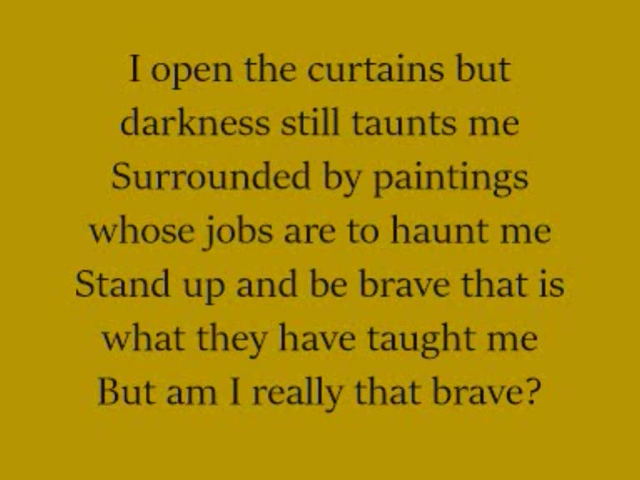 I open the curtains but
darkness still taunts me
Surrounded by paintings
whose jobs are to haunt me
Stand up and be brave that is
what they have taught me
But am I really that brave?